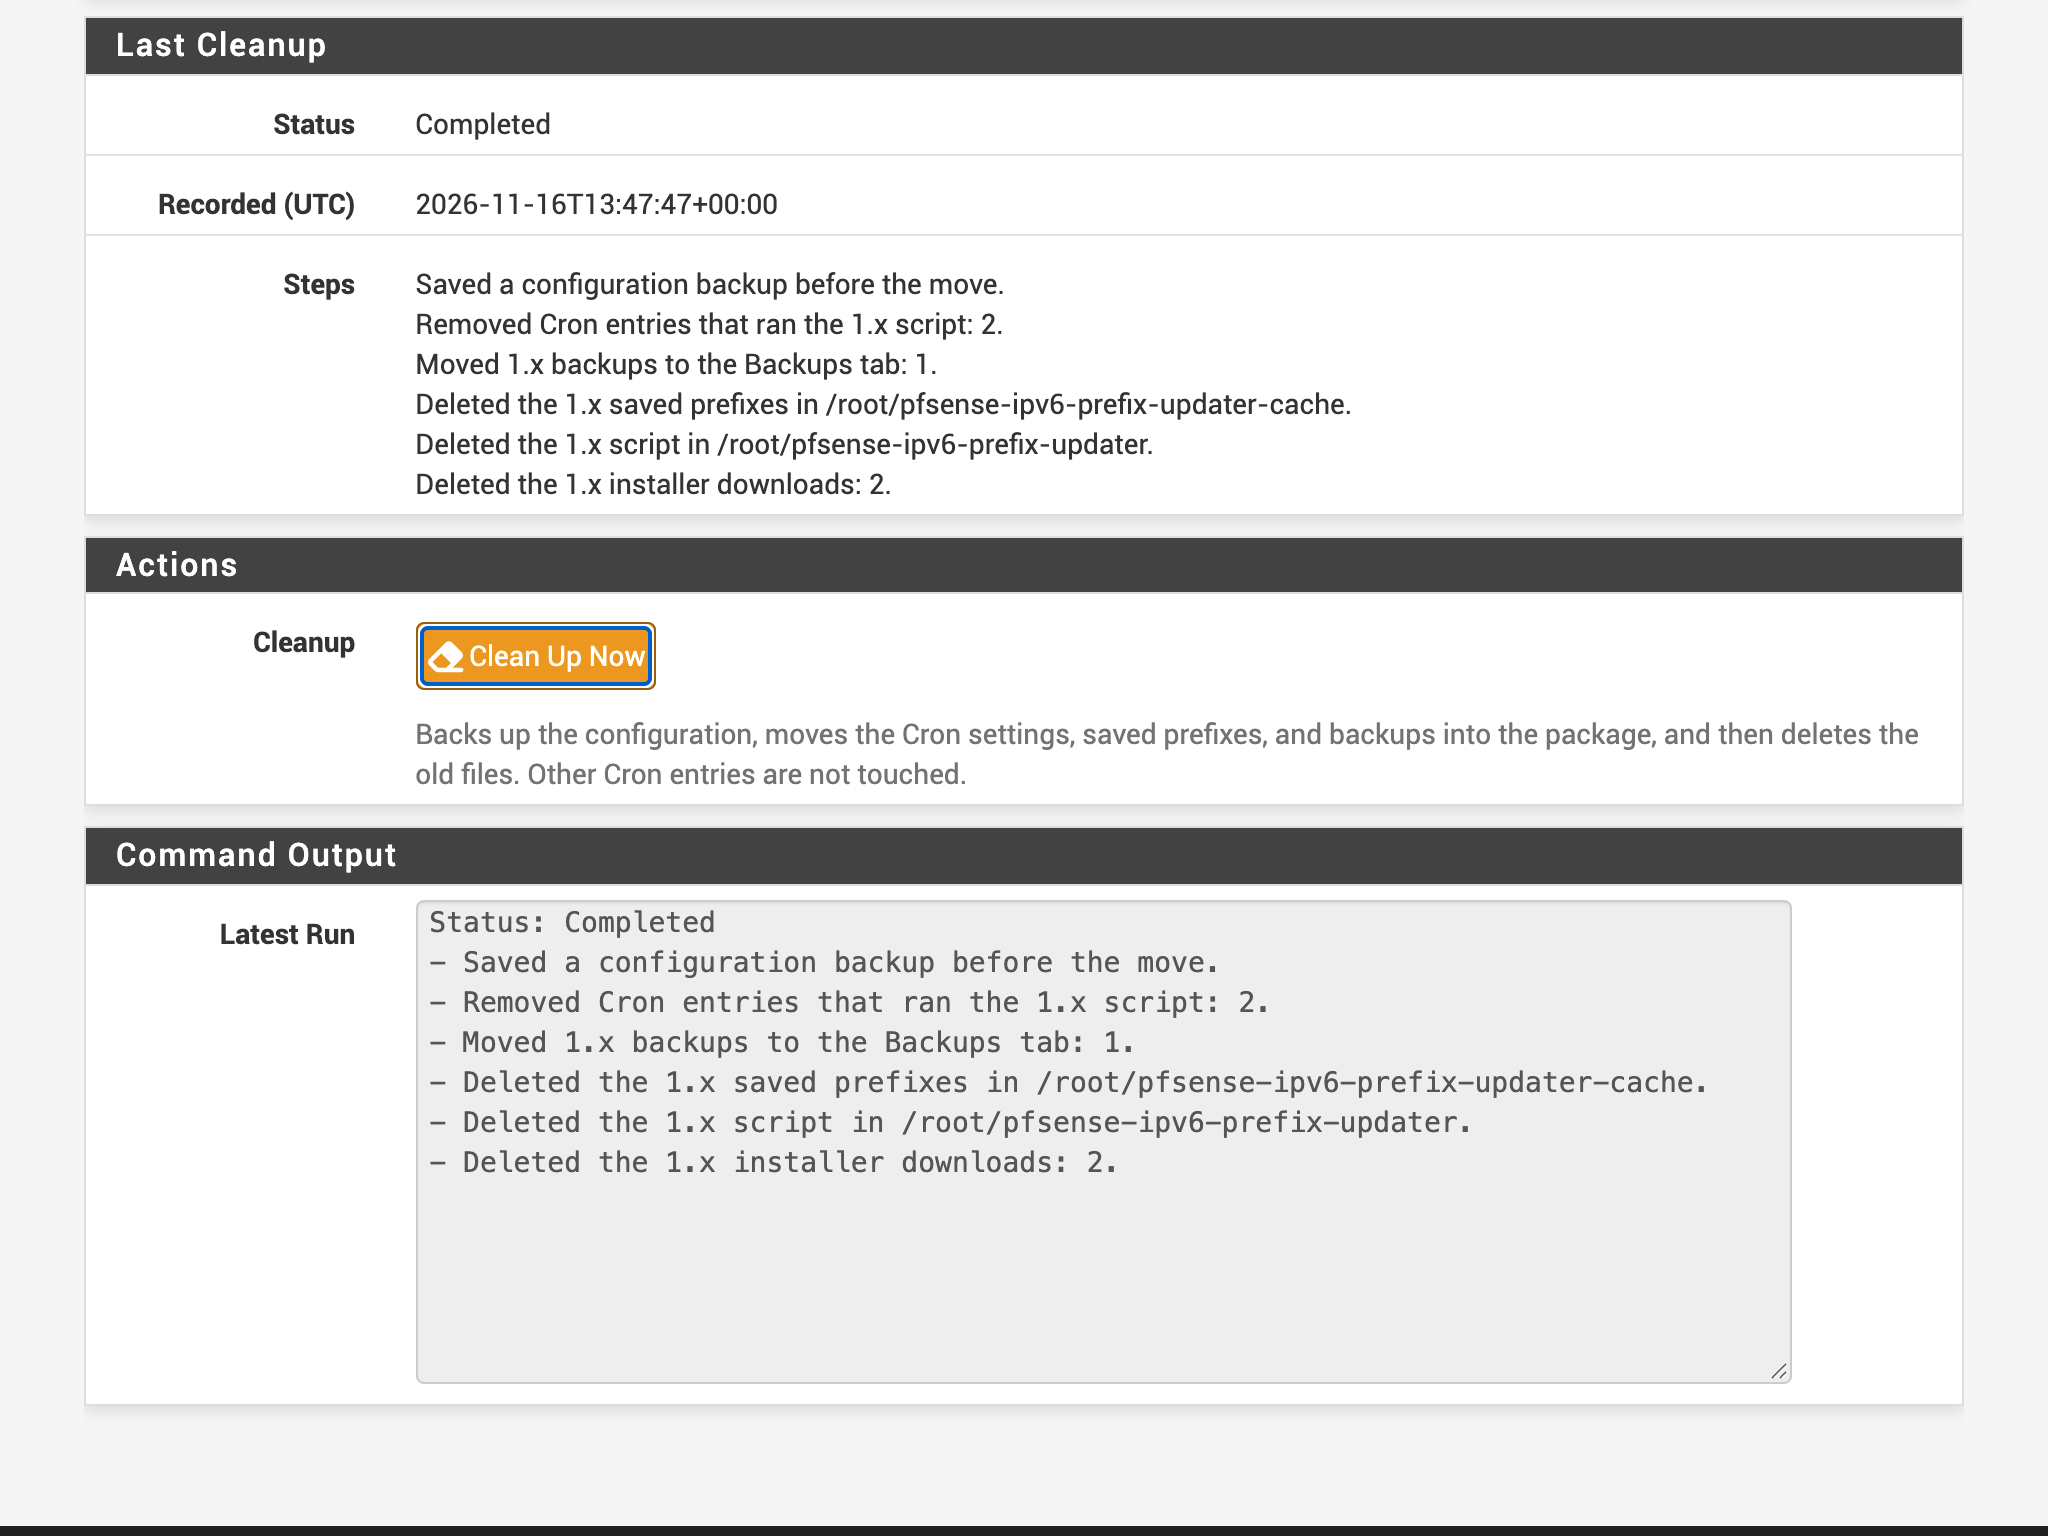 Last Cleanup
Status Completed
Recorded (UTC) 2026-11-16T13:47:47+00:00
Steps Saved a configuration backup before the move.
Removed Cron entries that ran the 1.x script: 2.
Moved 1.x backups to the Backups tab: 1.
Deleted the 1.x saved prefixes in /root/pfsense-ipv6-prefix-updater-cache.
Deleted the 1.x script in /root/pfsense-ipv6-prefix-updater.
Deleted the 1.x installer downloads: 2.
Actions
Cleanup Clean Up Now
Backs up the configuration, moves the Cron settings, saved prefixes, and backups into the package, and then deletes the
old files. Other Cron entries are not touched.
Command Output
Latest Run Status: Completed
– Saved a configuration backup before the move.
– Removed Cron entries that ran the 1.x script: 2.
– Moved 1.x backups to the Backups tab: 1.
– Deleted the 1.x saved prefixes in /root/pfsense-ipv6-prefix-updater-cache.
– Deleted the 1.x script in /root/pfsense-ipv6-prefix-updater.
– Deleted the 1.x installer downloads: 2.